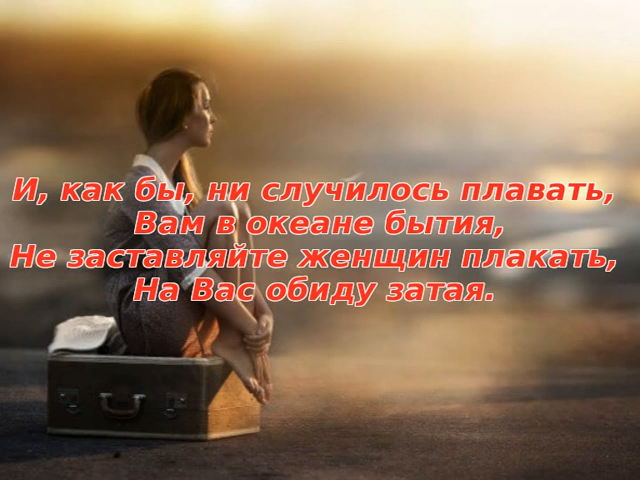 И, как бы, ни случилось плавать,
Вам в океане бытия,
Не заставляйте женщин плакать,
На Вас обиду затая.